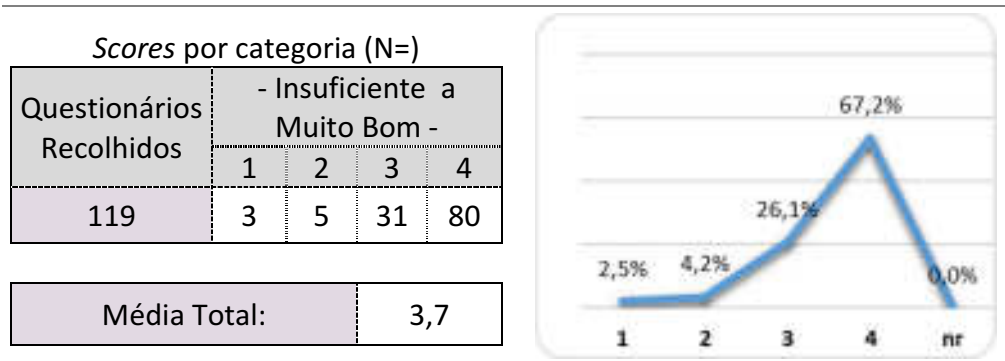 Scores por categoria (N=)
Questionários Recolhidos
- Insuficiente a
Muito Bom -
1 2 3 4
119 3 5 31 80
Média Total: 3,7
67,2%
26,1%
2,5% 4,2% 0,0%
1 2 3 4 nr